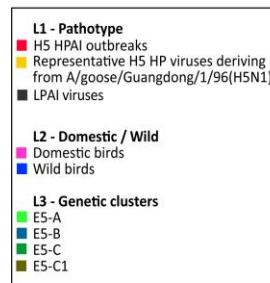 L1 - Pathotype
H5 HPAI outbreaks
Representative H5 HP viruses deriving
from A/goose/Guangdong/1/96(H5N1)
LPAI viruses
L2 - Domestic / Wild
Domestic birds
Wild birds
L3 - Genetic clusters
E5-A
E5-B
E5-C
E5-C1